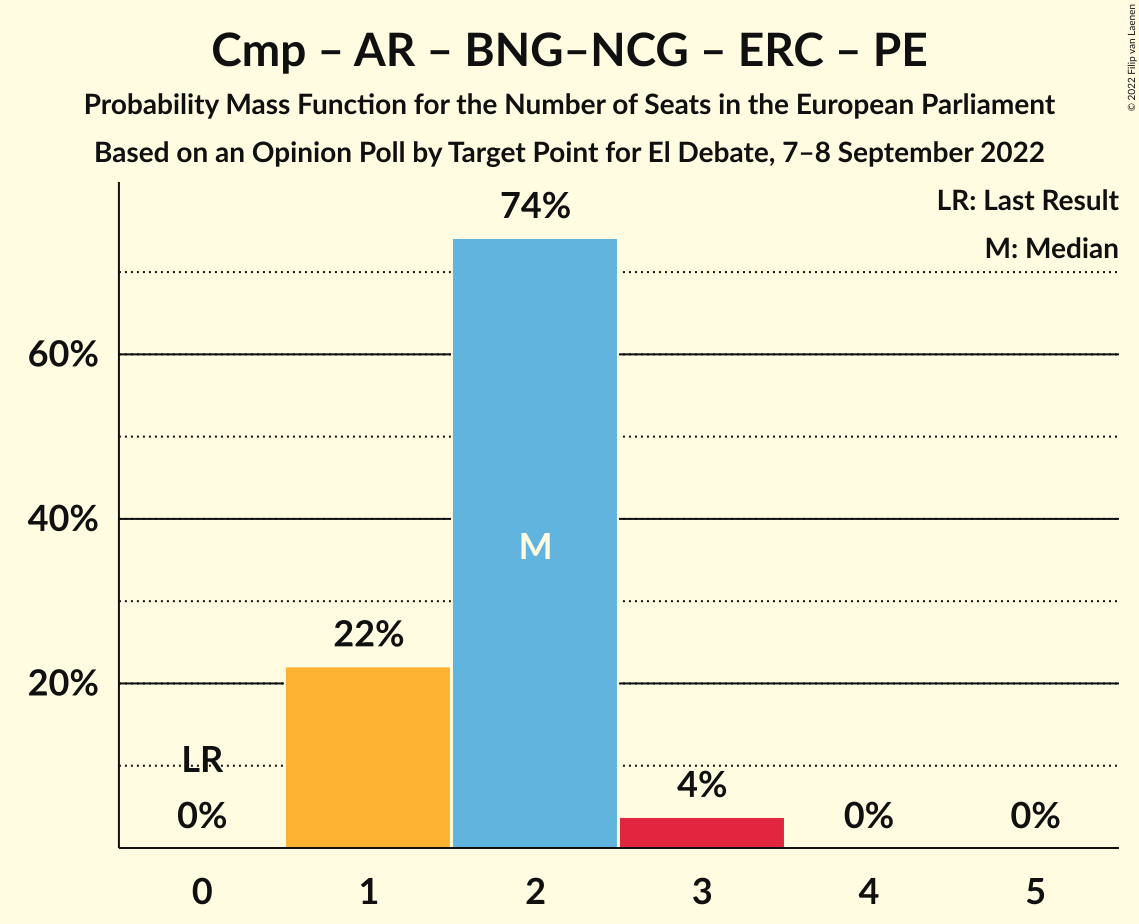 Cmp – AR – BNG–NCG – ERC – PE
Probability Mass Function for the Number of Seats in the European Parliament
Based on an Opinion Poll by Target Point for El Debate, 7–8 September 2022
© 2022 Filip van Laenen
LR: Last Result
M: Median
74%
60%
40%
M
22%
20%
LR
4%
0%
0%
0%
0
1
2
3
4
5